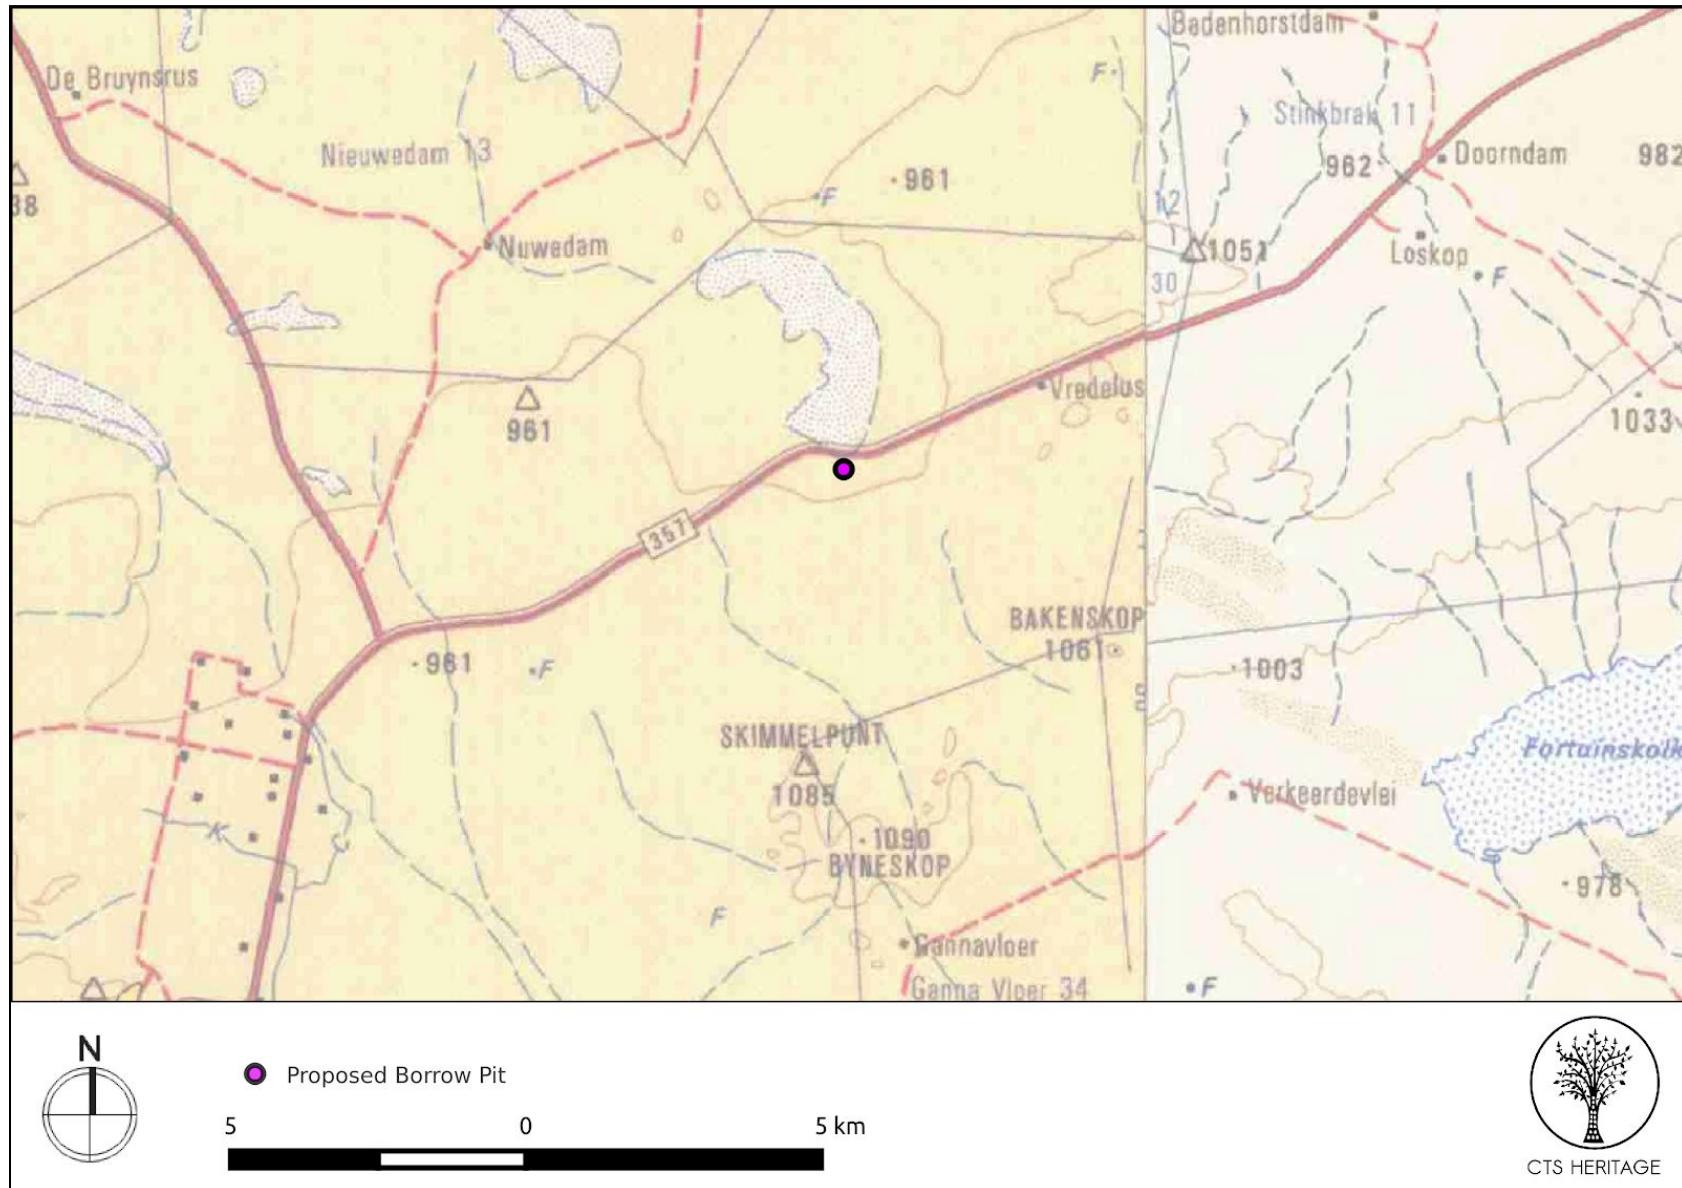 Badenhorstdam
De Bruynsrus
F
Stinkbrak 11
Nieuwedam 13
962
Doorndam
982
961
38
F
12
Nuwedam
1051
Loskop
30
F
Vredelus
961
1033
357
BAKENSKOP
1061
961
F
1003
SKIMMELPUNT
Fortuinskolk
1085
Verkeerdevlei
K
1090
BYNESKOP
978
F
Gannavloer
Ganna Vloer 34
F
N
Proposed Borrow Pit
5 0 5 km
CTS HERITAGE